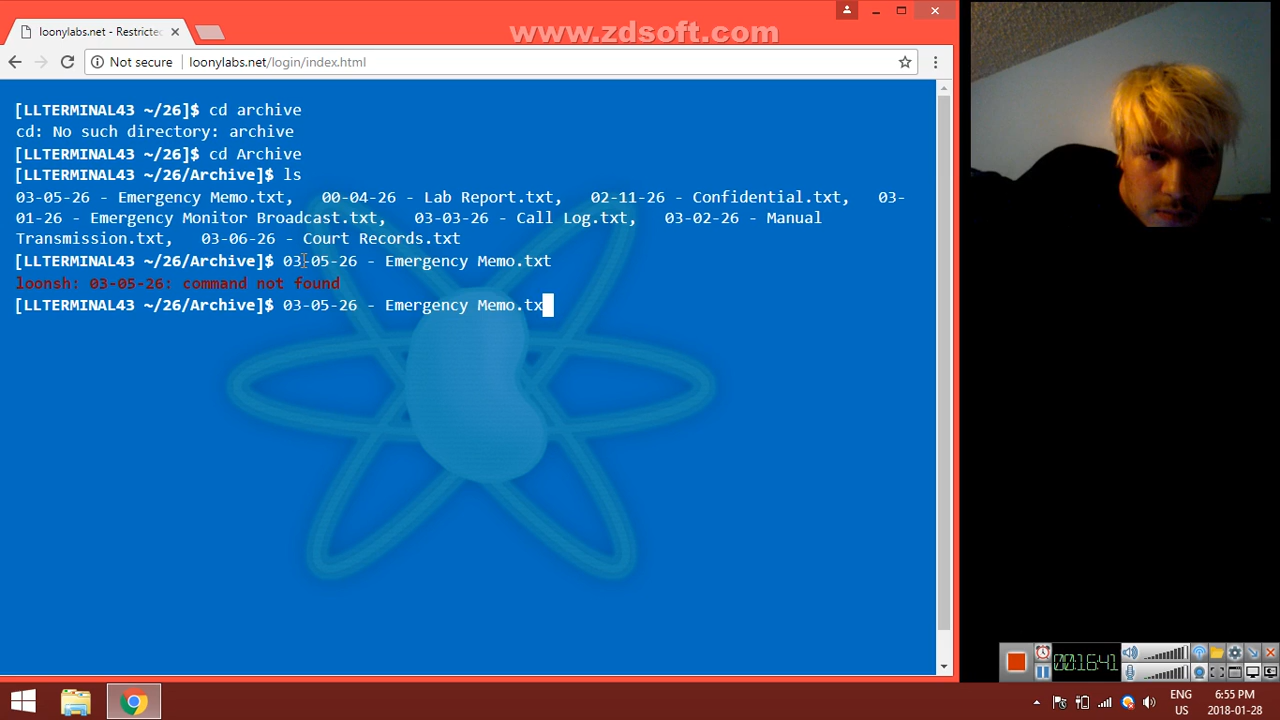 www.zdsoft.com
loonylabs.net - Restricte
Not secure loonylabs.net/login/index.html
[LLTERMINAL43 ~/26]$ cd archive
cd: No such directory: archive
[LLTERMINAL43 ~/26]$ cd Archive
[LLTERMINAL43 ~/26/Archive]$ ls
03-05-26 - Emergency Memo.txt, 00-04-26 - Lab Report.txt, 02-11-26 - Confidential.txt, 03-
01-26 - Emergency Monitor Broadcast.txt, 03-03-26 - Call Log.txt, 03-02-26 - Manual
Transmission.txt, 03-06-26 - Court Records.txt
[LLTERMINAL43 ~/26/Archive]$ 03-05-26 - Emergency Memo.txt
loonsh: 03-05-26: command not found
[LLTERMINAL43 ~/26/Archive]$ 03-05-26 - Emergency Memo.tx
00:16:41
ENG 6:55 PM
US 2018-01-28